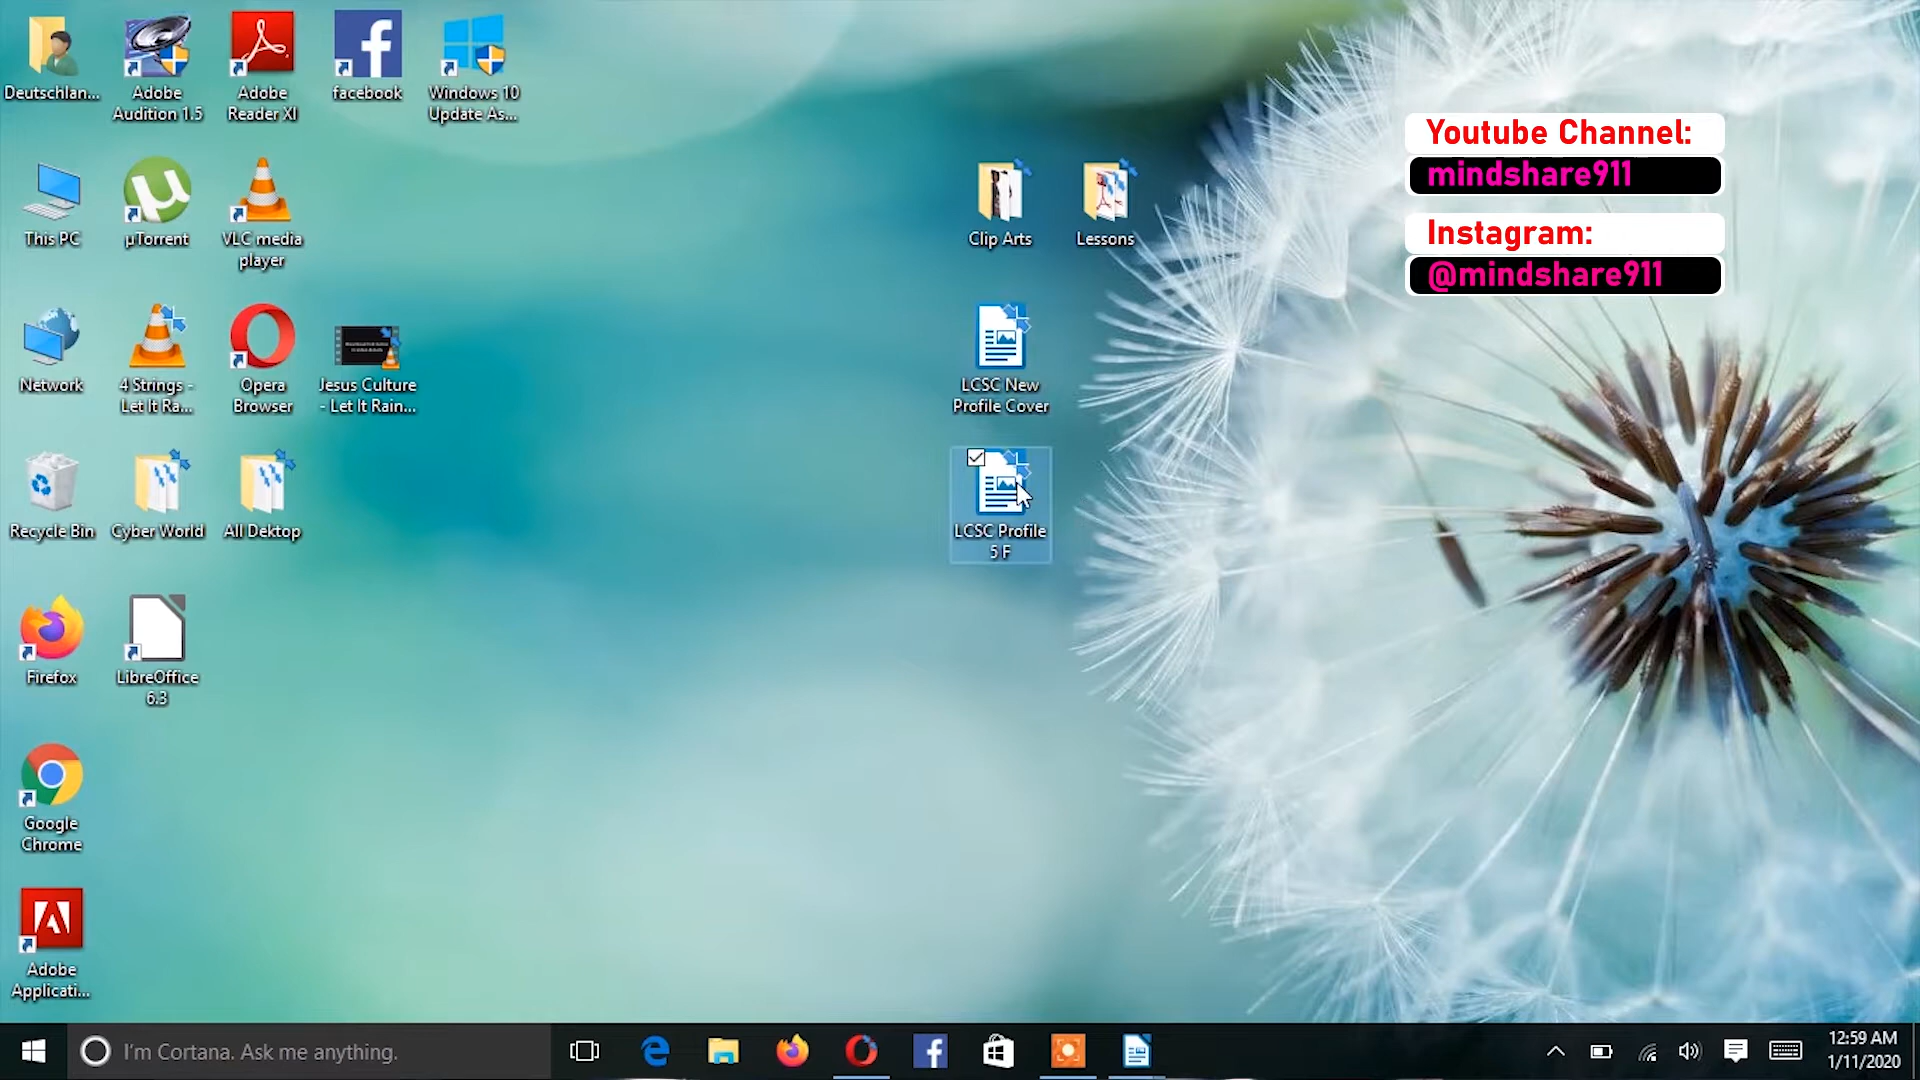 Deutschlan...
Adobe
Audition 1.5
Adobe
Reader XI
facebook
Windows 10
Update As...
This PC
µTorrent
VLC media
player
Clip Arts
Lessons
Youtube Channel:
mindshare911
Instagram:
@mindshare911
Network
4 Strings -
Let It Ra...
Opera
Browser
Jesus Culture
- Let It Rain...
LCSC New
Profile Cover
Recycle Bin
Cyber World
All Dektop
LCSC Profile
5 F
Firefox
LibreOffice
6.3
Google
Chrome
Adobe
Applicati...
I'm Cortana. Ask me anything.
12:59 AM
1/11/2020